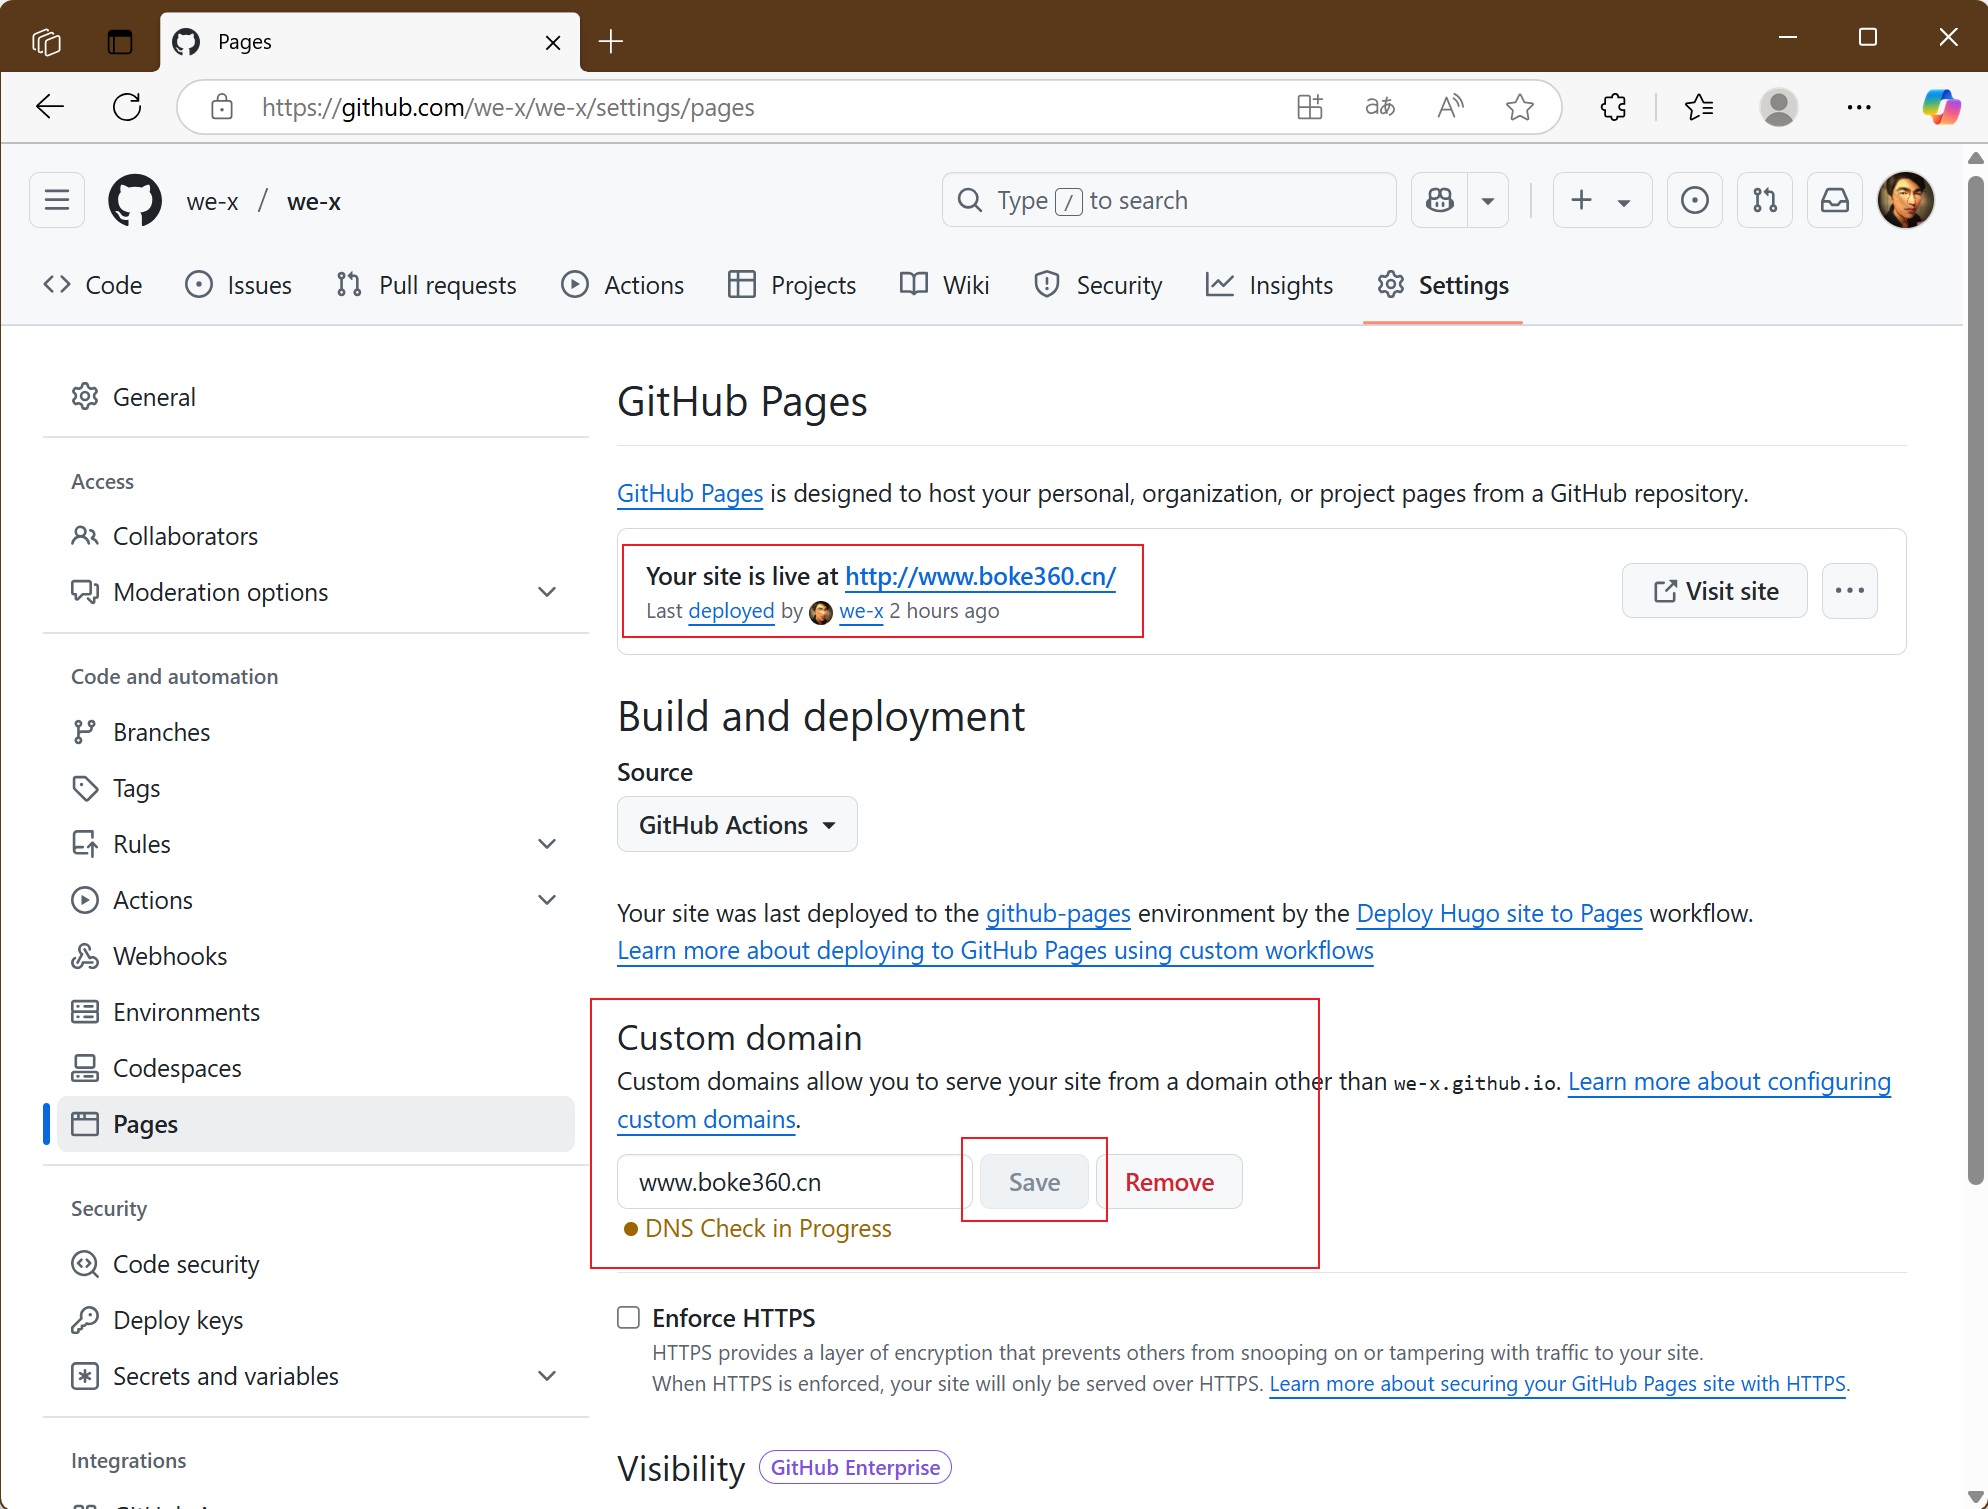 Pages
https://github.com/we-x/we-x/settings/pages
we-x / we-x
Type / to search
Code
Issues
Pull requests
Actions
Projects
Wiki
Security
Insights
Settings
General
Access
Collaborators
Moderation options
Code and automation
Branches
Tags
Rules
Actions
Webhooks
Environments
Codespaces
Pages
Security
Code security
Deploy keys
Secrets and variables
Integrations
GitHub Pages
GitHub Pages is designed to host your personal, organization, or project pages from a GitHub repository.
Your site is live at http://www.boke360.cn/
Last deployed by we-x 2 hours ago
Visit site
Build and deployment
Source
GitHub Actions
Your site was last deployed to the github-pages environment by the Deploy Hugo site to Pages workflow.
Learn more about deploying to GitHub Pages using custom workflows
Custom domain
Custom domains allow you to serve your site from a domain other than we-x.github.io. Learn more about configuring
custom domains.
www.boke360.cn
Save
Remove
DNS Check in Progress
Enforce HTTPS
HTTPS provides a layer of encryption that prevents others from snooping on or tampering with traffic to your site.
When HTTPS is enforced, your site will only be served over HTTPS. Learn more about securing your GitHub Pages site with HTTPS.
Visibility GitHub Enterprise